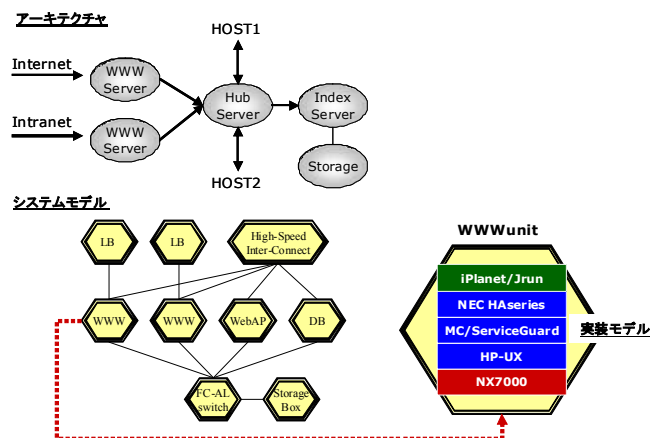 アーキテクチャ
HOST1
Internet
WWW
Server
Hub
Server
Index
Server
Intranet
WWW
Server
Storage
HOST2
システムモデル
LB
LB
High-Speed
Inter-Connect
WWW
WWW
WebAP
DB
FC-AL
switch
Storage
Box
WWWunit
iPlanet/Jrun
NEC HAseries
MC/ServiceGuard
HP-UX
NX7000
実装モデル